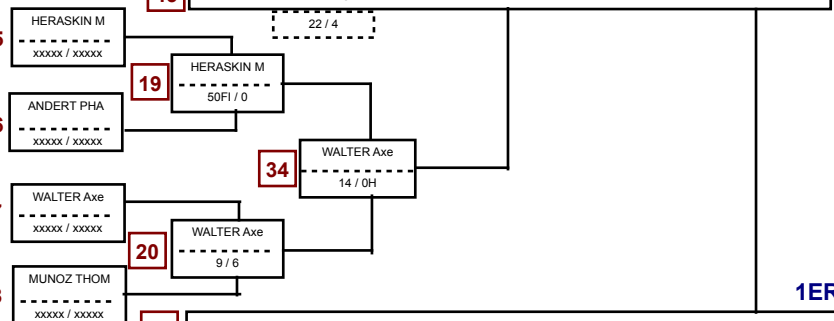 22 / 4
HERASKIN M
xxxxx / xxxxx
19
HERASKIN M
50FI / 0
ANDERT PHA
xxxxx / xxxxx
34
WALTER Axe
14 / 0H
WALTER Axe
xxxxx / xxxxx
20
WALTER Axe
9 / 6
MUNOZ THOM
xxxxx / xxxxx
1ER